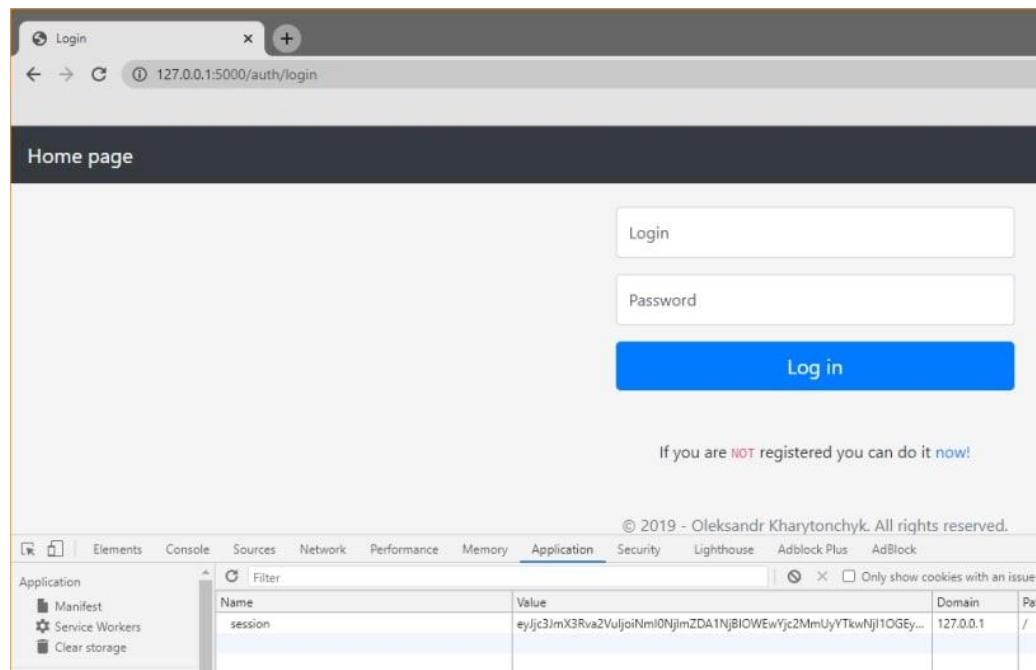 Login
127.0.0.1:5000/auth/login
Home page
Login
Password
Log in
If you are NOT registered you can do it now!
© 2019 - Oleksandr Kharytonchyk. All rights reserved.
Elements Console Sources Network Performance Memory Application Security Lighthouse Adblock Plus AdBlock
Application
Filter
Only show cookies with an issue
Manifest
Service Workers
Clear storage
Name Value Domain Pa
session 127.0.0.1 /